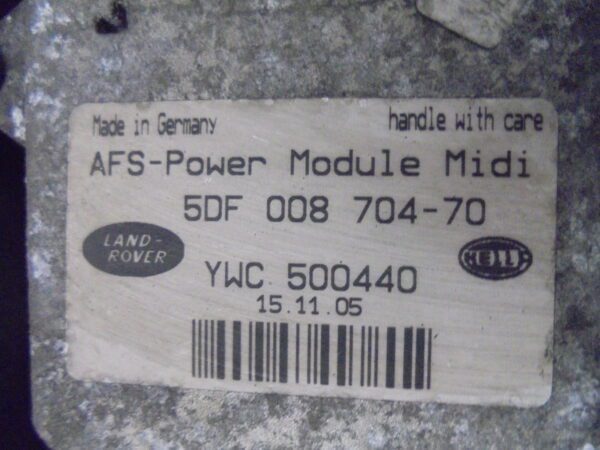 Made in Germany handle with care
AFS-Power Module Midi
5DF 008 704-70
LAND-
ROVER
HELLA
YWC 500440
15.11.05